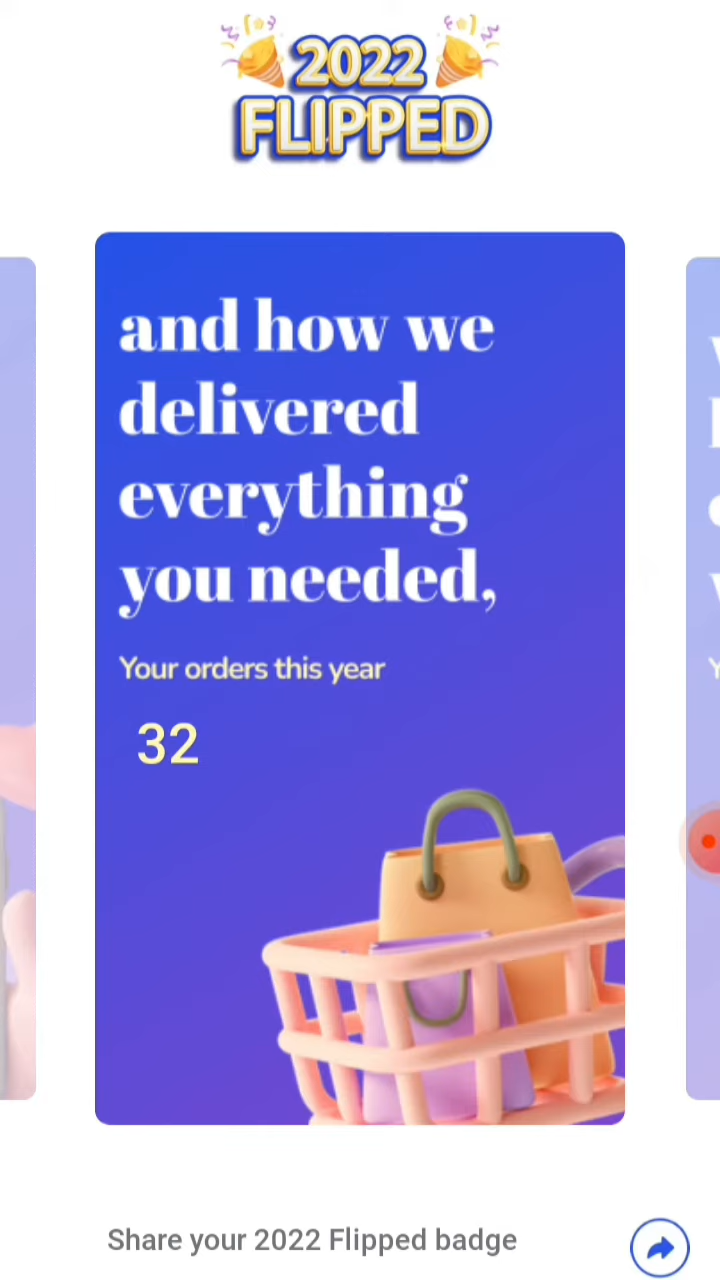 2022
FLIPPED
and how we
delivered
everything
you needed,
Your orders this year
32
Share your 2022 Flipped badge